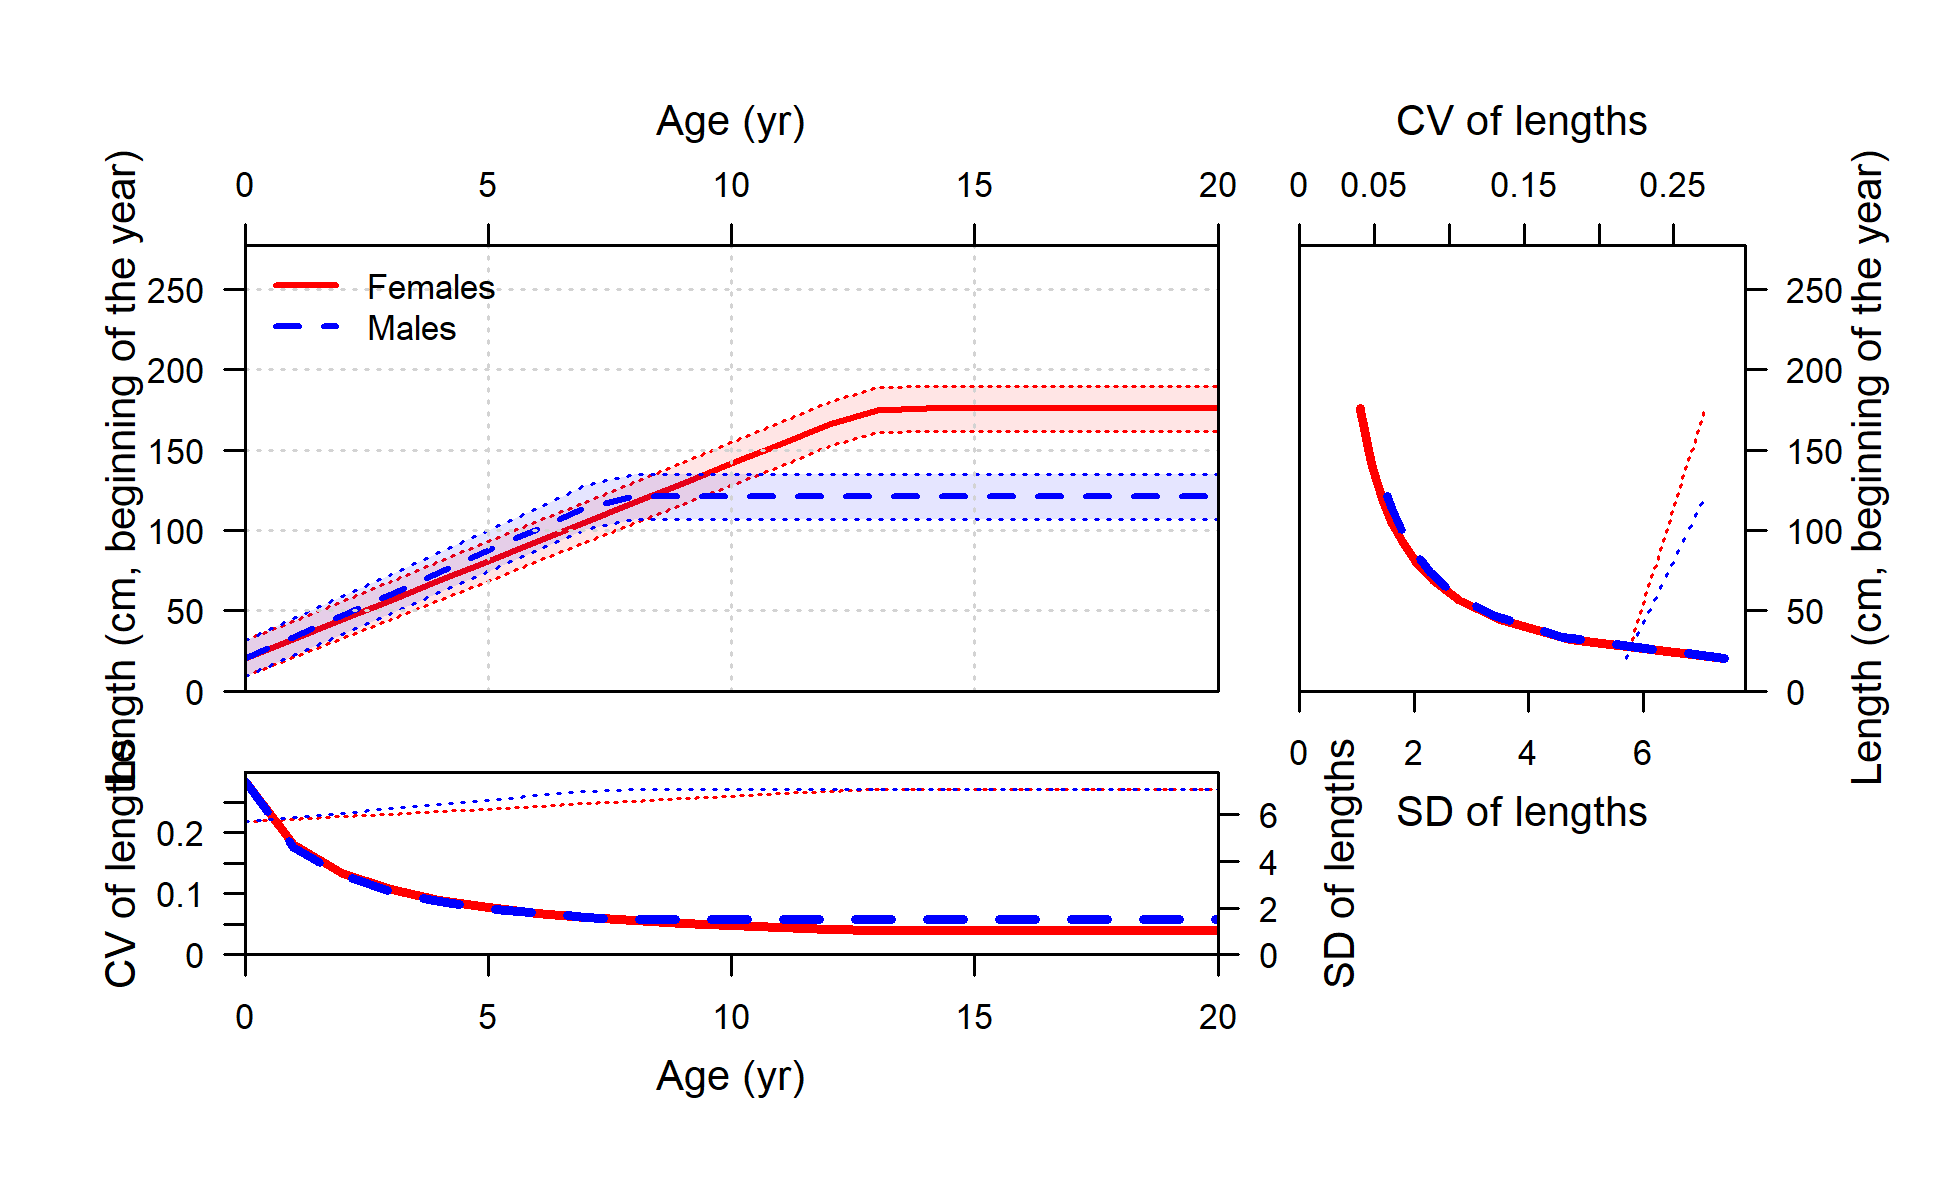 Age (yr)
CV of lengths
0 5 10 15 20
0 0.05 0.15 0.25
Length (cm, beginning of the year)
250
200
150
100
50
0
Females
Males
250
200
150
100
50
0
Length (cm, beginning of the year)
0 2 4 6
SD of lengths
CV of lengths
0.2
0.1
0
6
4
2
0
SD of lengths
0 5 10 15 20
Age (yr)